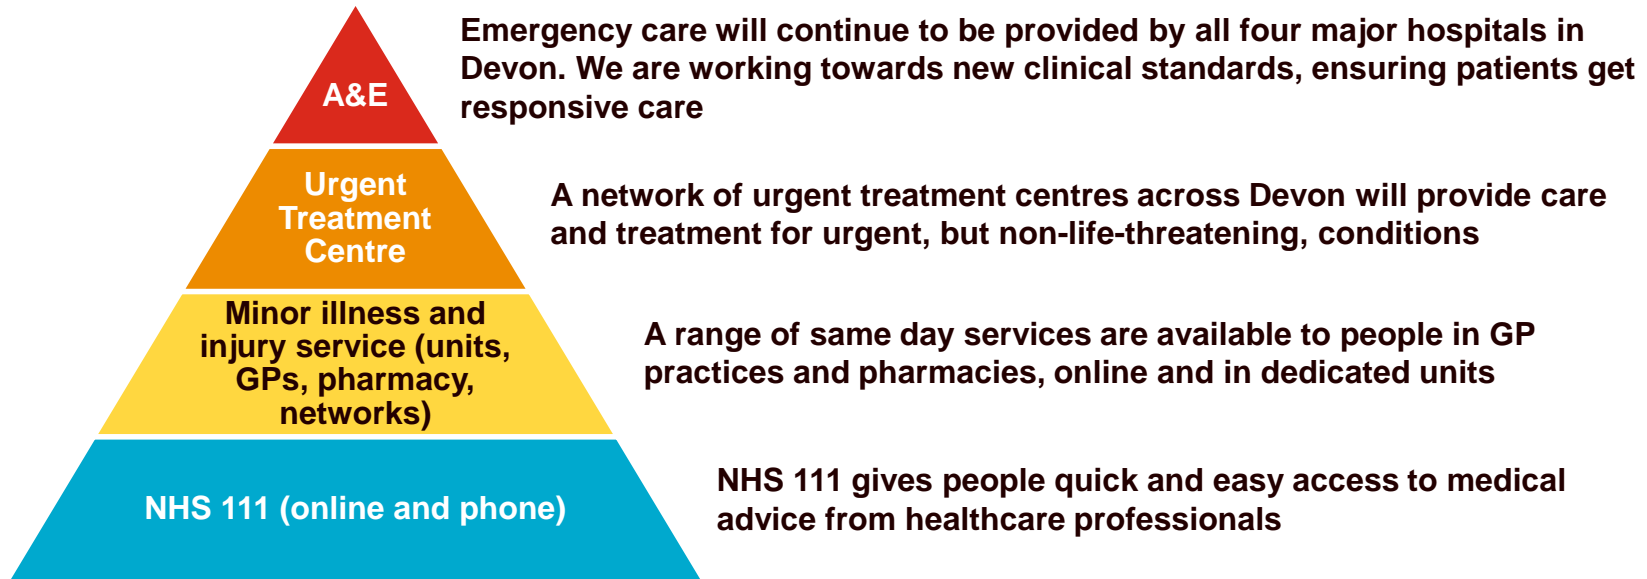 A&E
Emergency care will continue to be provided by all four major hospitals in
Devon. We are working towards new clinical standards, ensuring patients get
responsive care
Urgent
Treatment
Centre
A network of urgent treatment centres across Devon will provide care
and treatment for urgent, but non-life-threatening, conditions
Minor illness and
injury service (units,
GPs, pharmacy,
networks)
A range of same day services are available to people in GP
practices and pharmacies, online and in dedicated units
NHS 111 (online and phone)
NHS 111 gives people quick and easy access to medical
advice from healthcare professionals